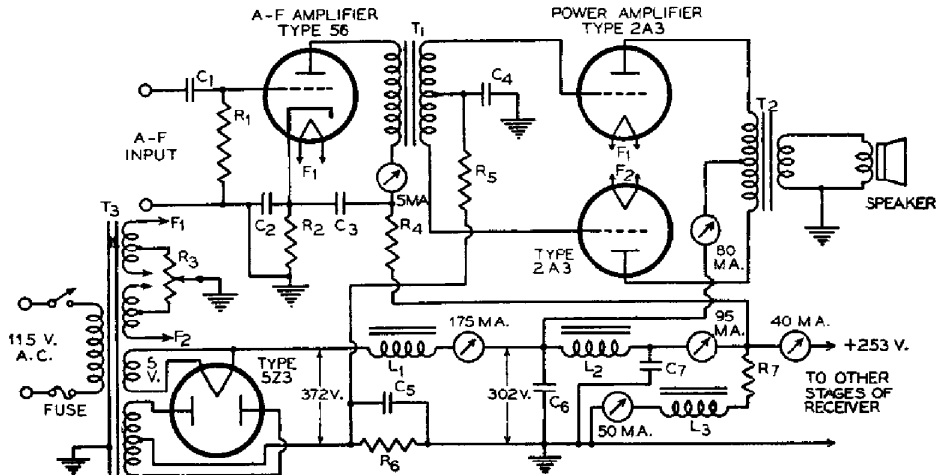 A-F AMPLIFIER
TYPE 56
POWER AMPLIFIER
TYPE 2A3
T1
C1
C4
T2
R1
A-F
INPUT
F1
R5
F1
F2
5MA.
SPEAKER
T3
F1
C2
R2
C3
R4
TYPE
2A3
80
MA.
R3
115 V.
A.C.
F2
175 MA.
95
MA.
40 MA.
+253 V.
5
V.
TYPE
5Z3
L1
L2
C7
R7
FUSE
372V.
C5
302V.
C6
TO OTHER
STAGES OF
RECEIVER
R6
50 MA.
L3